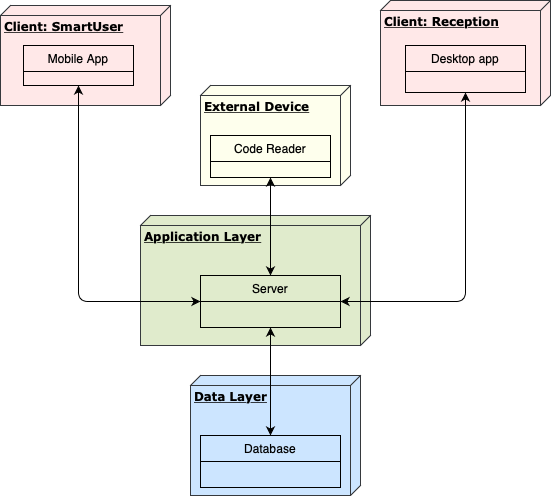 Client: SmartUser
Mobile App
Client: Reception
Desktop app
External Device
Code Reader
Application Layer
Server
Data Layer
Database